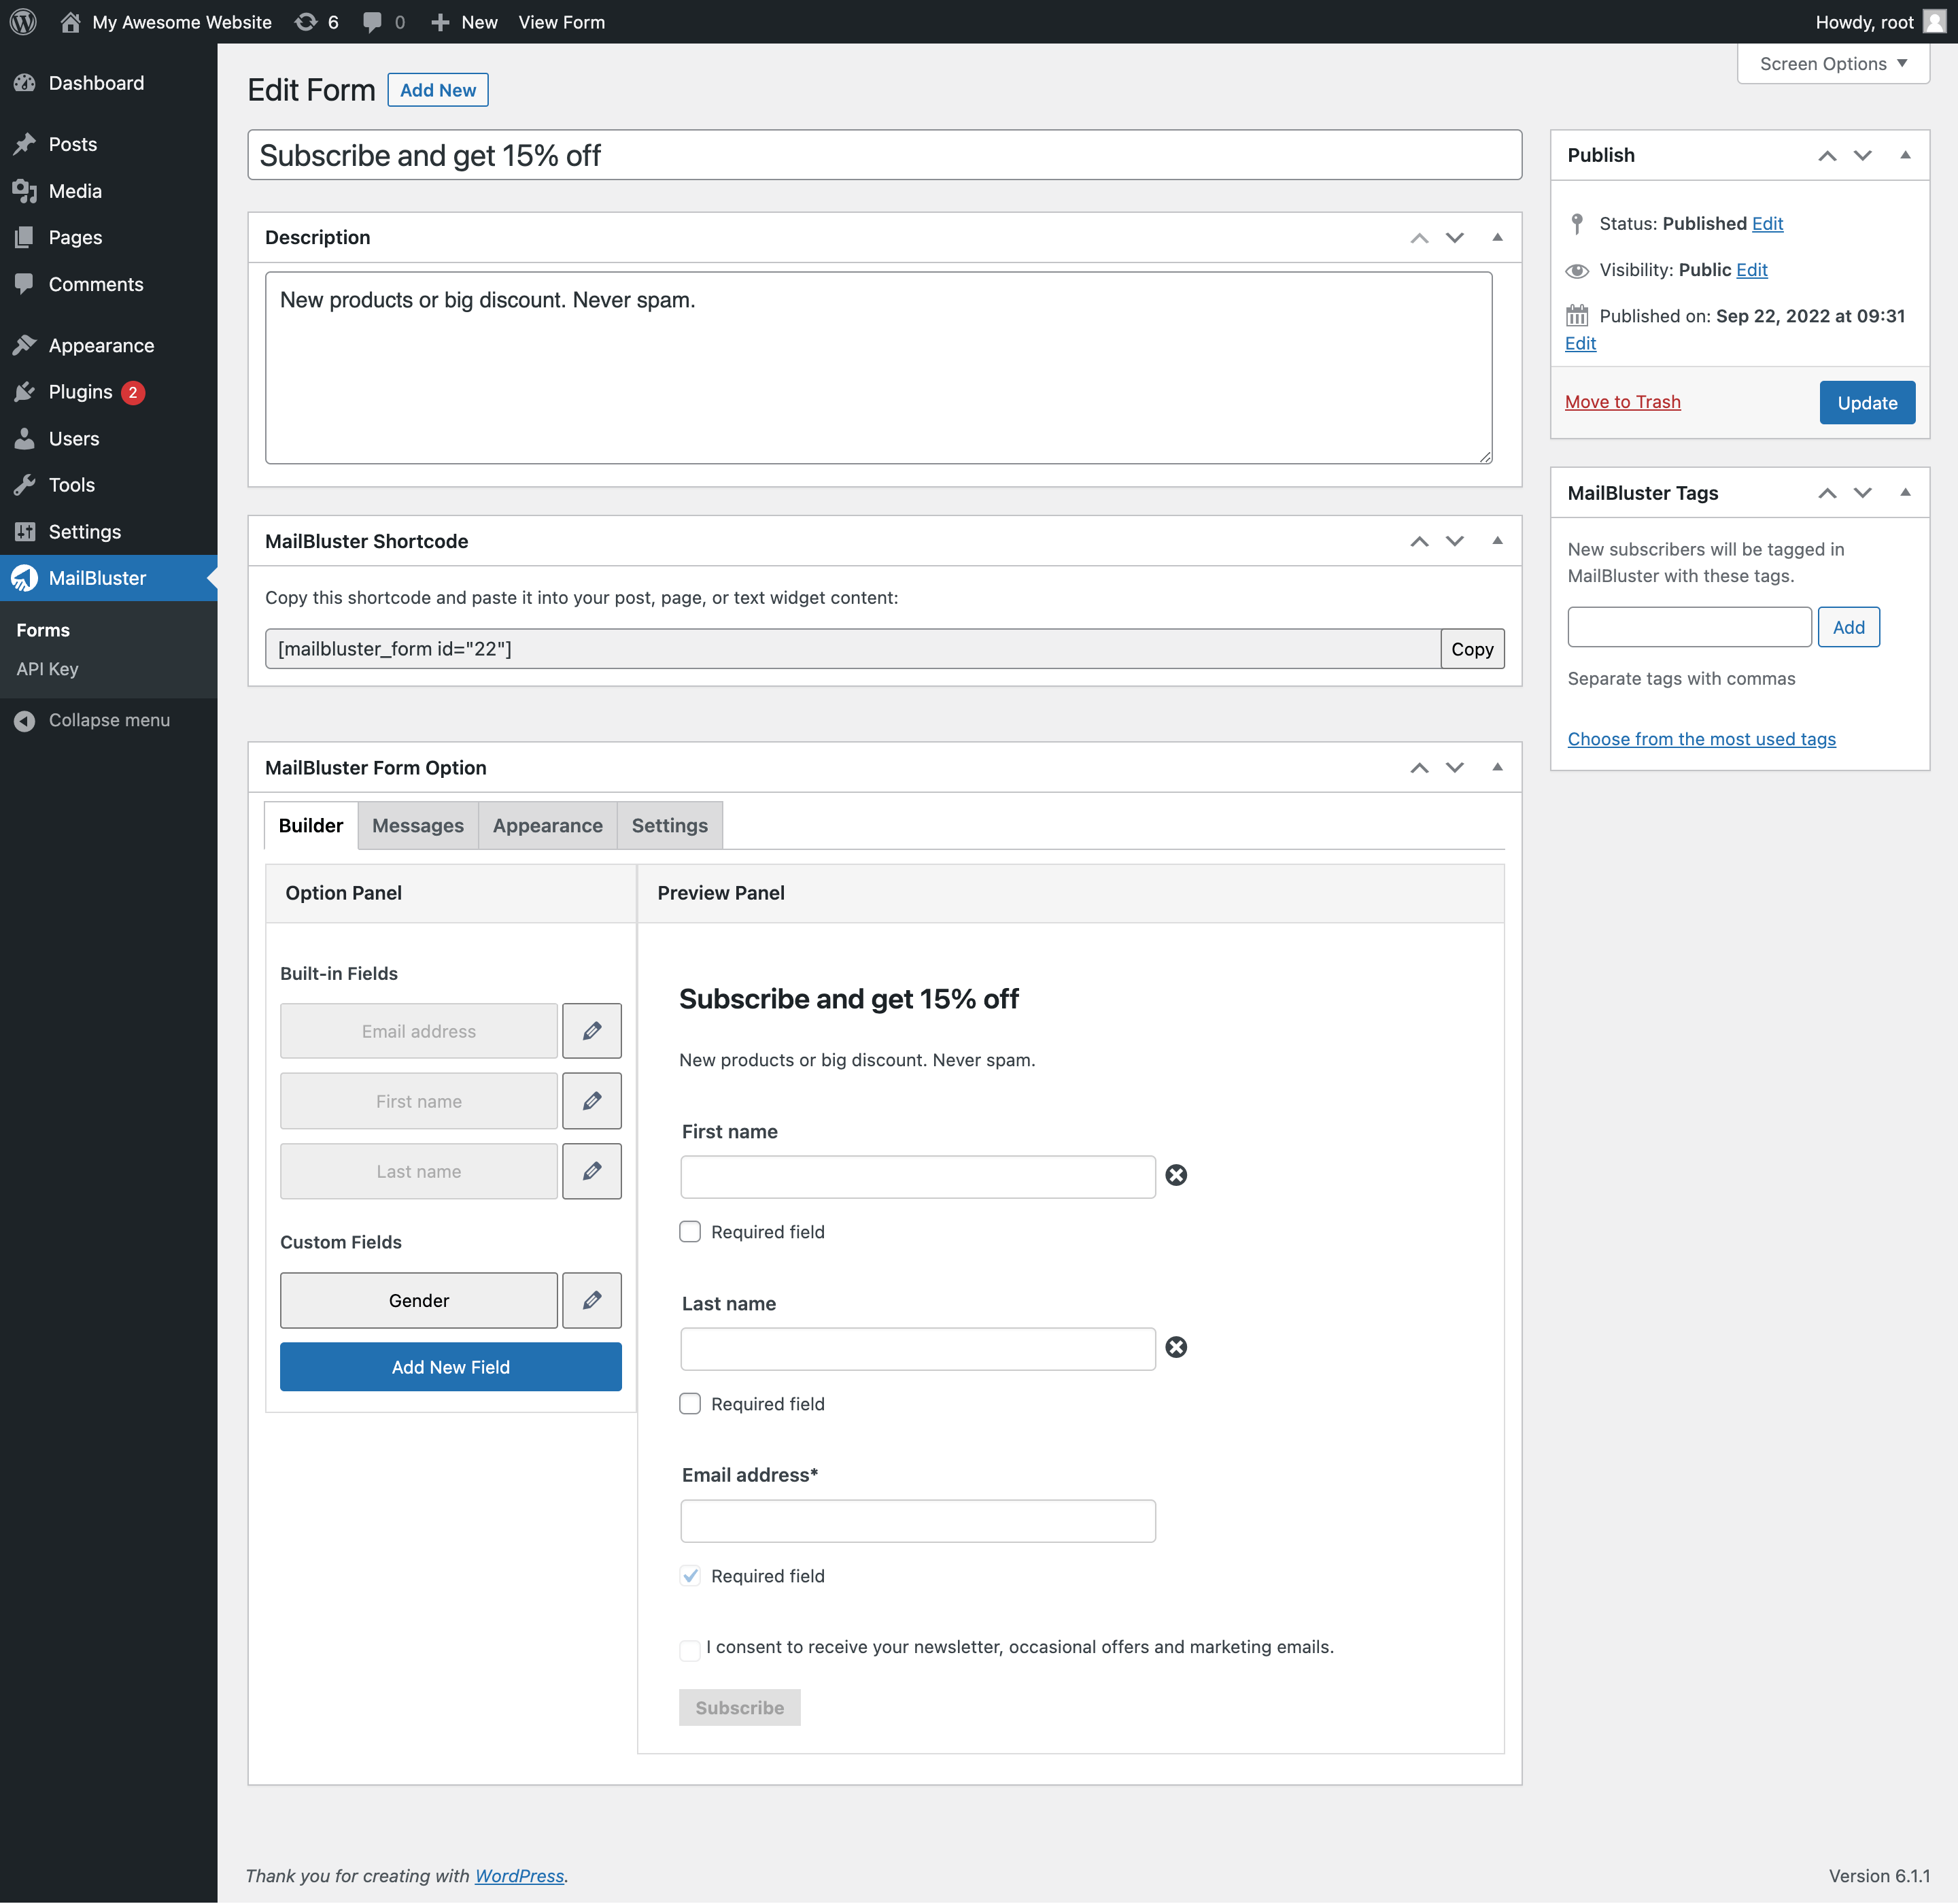 My Awesome Website 6 0 New View Form Howdy, root
Screen Options
Dashboard
Posts
Media
Pages
Comments
Appearance
Plugins 2
Users
Tools
Settings
MailBluster
Forms
API Key
Collapse menu
Edit Form Add New
Subscribe and get 15% off
Description
New products or big discount. Never spam.
MailBluster Shortcode
Copy this shortcode and paste it into your post, page, or text widget content:
[mailbluster_form id="22"] Copy
MailBluster Form Option
Builder Messages Appearance Settings
Option Panel
Built-in Fields
Email address
First name
Last name
Custom Fields
Gender
Add New Field
Preview Panel
Subscribe and get 15% off
New products or big discount. Never spam.
First name
Required field
Last name
Required field
Email address*
Required field
I consent to receive your newsletter, occasional offers and marketing emails.
Subscribe
Publish
Status: Published Edit
Visibility: Public Edit
Published on: Sep 22, 2022 at 09:31
Edit
Move to Trash Update
MailBluster Tags
New subscribers will be tagged in
MailBluster with these tags.
Add
Separate tags with commas
Choose from the most used tags
Thank you for creating with WordPress. Version 6.1.1